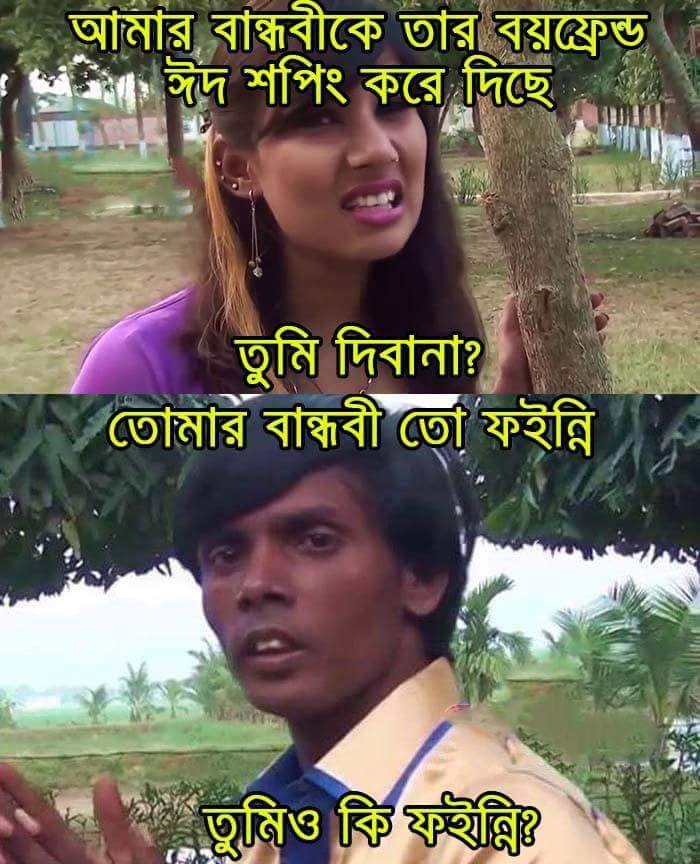 আমার বান্ধবীকে তার বয়ফ্রেন্ড
ঈদ শপিং করে দিছে
তুমি দিবানা?
তোমার বান্ধবী তো ফইন্নি
তুমিও কি ফইন্নি?